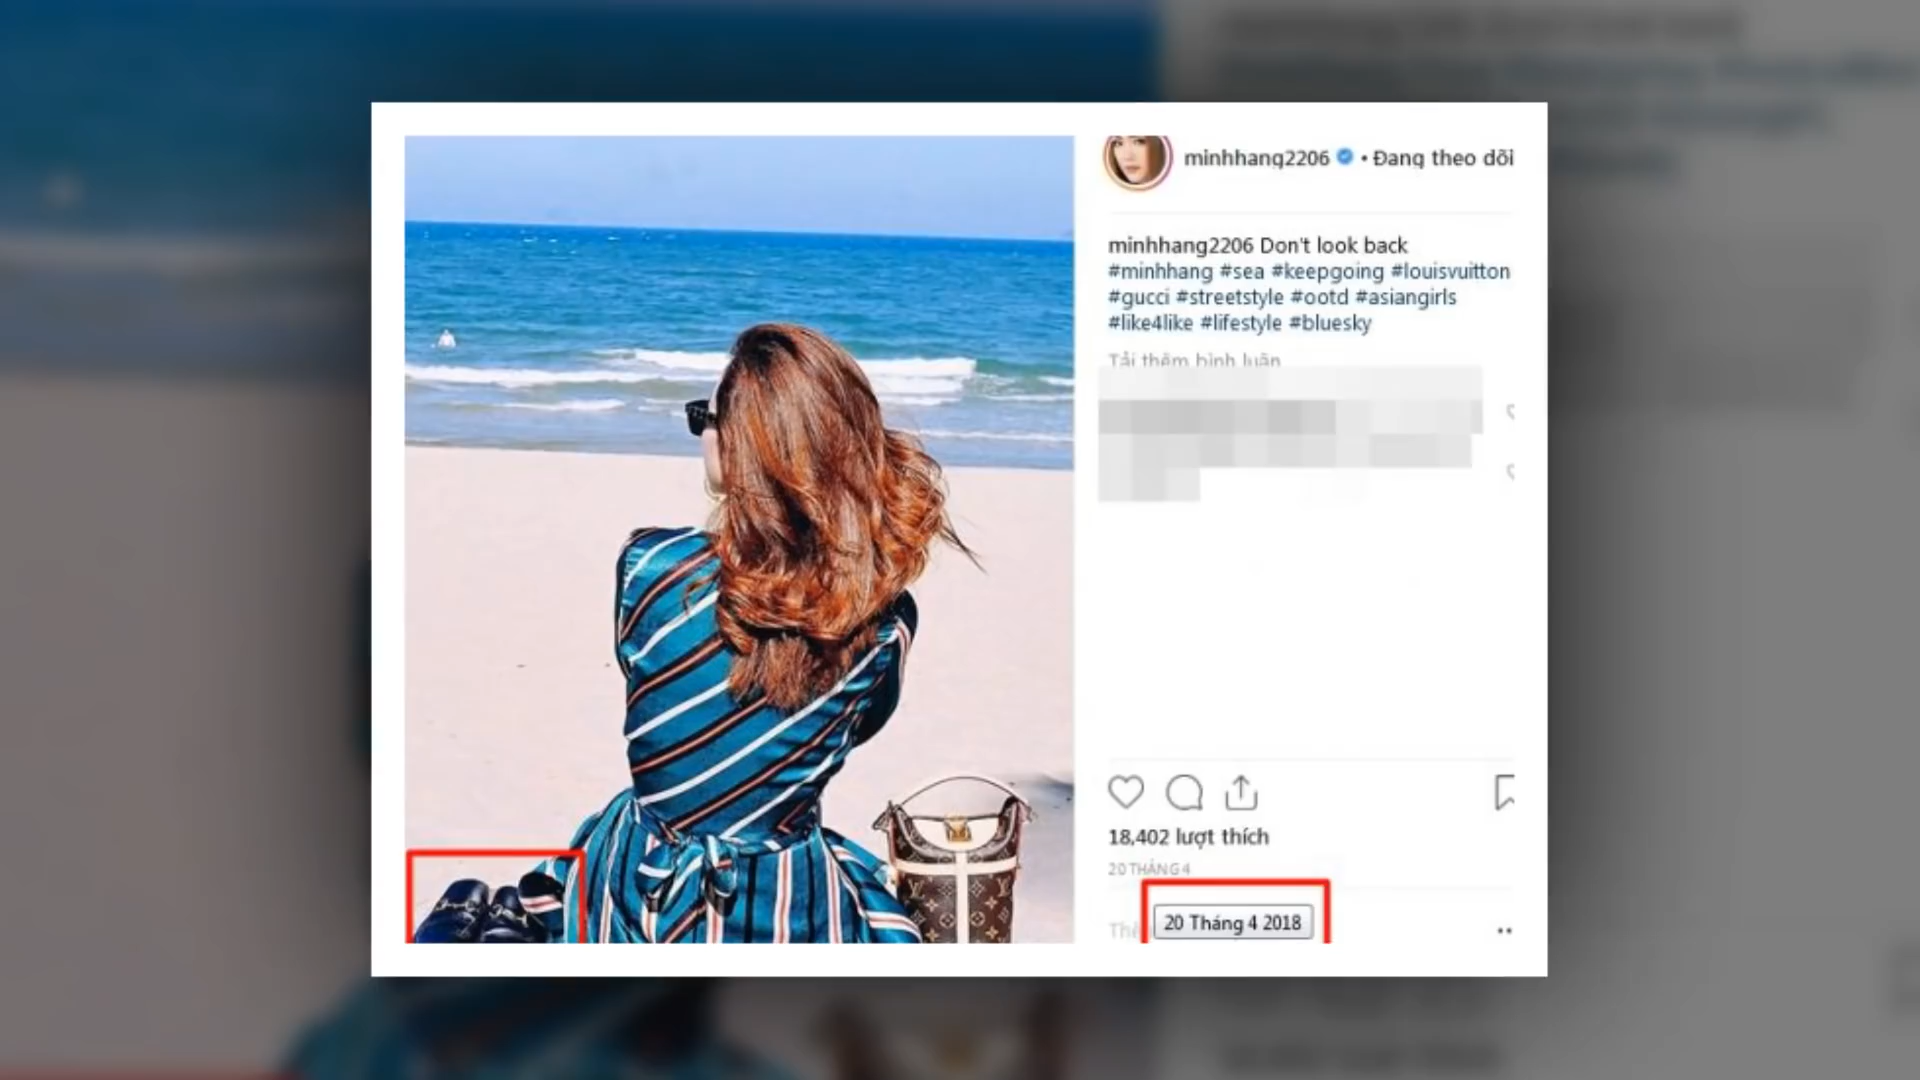 minhhang2206 • Đang theo dõi
minhhang2206 Don't look back
#minhhang #sea #keepgoing #louisvuitton
#gucci #streetstyle #ootd #asiangirls
#like4like #lifestyle #bluesky
Tải thêm bình luận
18,402 lượt thích
20 THÁNG 4
Thê
20 Tháng 4 2018